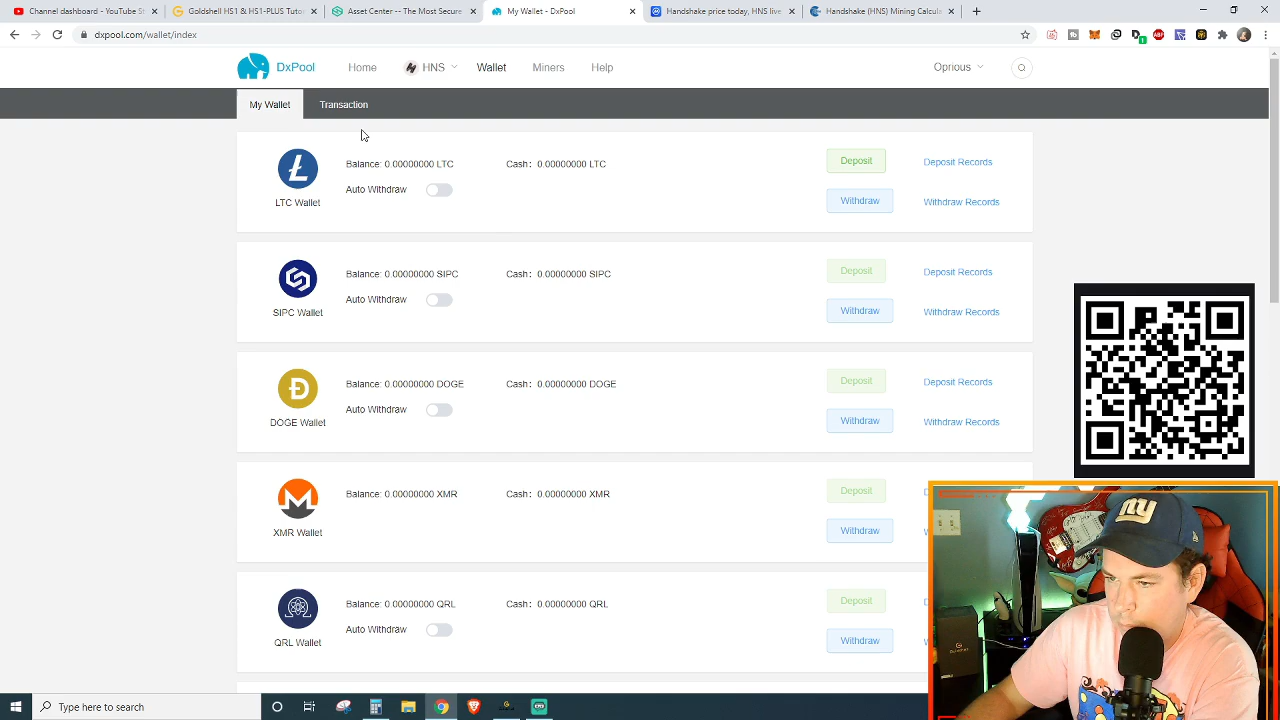 Channel dashboard - YouTube St
Goldshell HS1 & HS1-PLUS Tutor
Asset Center -- The Most Secure
My Wallet - DxPool
Handshake price today, HNS live
Handshake (HNS) Mining Calcula
dxpool.com/wallet/index
DxPool
Home
HNS
Wallet
Miners
Help
Oprious
My Wallet
Transaction
LTC Wallet
Balance: 0.00000000 LTC
Cash: 0.00000000 LTC
Auto Withdraw
Deposit
Deposit Records
Withdraw
Withdraw Records
SIPC Wallet
Balance: 0.00000000 SIPC
Cash: 0.00000000 SIPC
Auto Withdraw
Deposit
Deposit Records
Withdraw
Withdraw Records
DOGE Wallet
Balance: 0.00000000 DOGE
Cash: 0.00000000 DOGE
Auto Withdraw
Deposit
Deposit Records
Withdraw
Withdraw Records
XMR Wallet
Balance: 0.00000000 XMR
Cash: 0.00000000 XMR
Auto Withdraw
Deposit
Withdraw
QRL Wallet
Balance: 0.00000000 QRL
Cash: 0.00000000 QRL
Auto Withdraw
Deposit
Withdraw
Type here to search